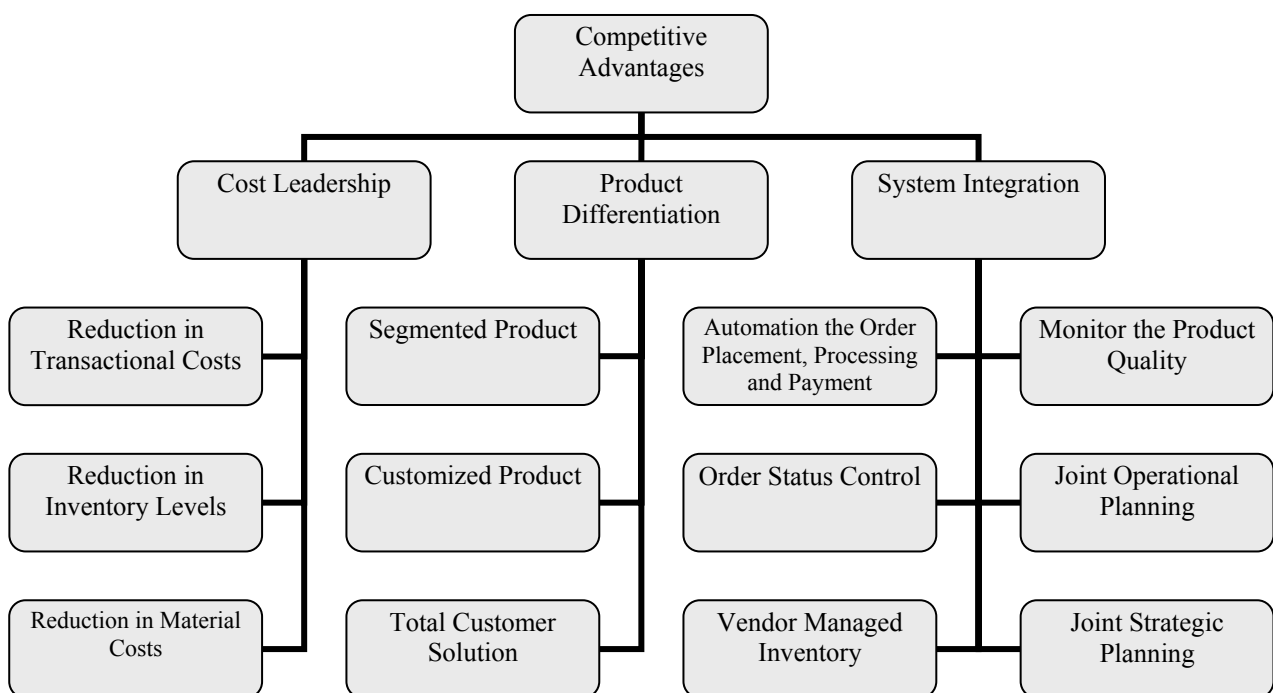 Competitive
Advantages
Cost Leadership
Product
Differentiation
System Integration
Reduction in
Transactional Costs
Segmented Product
Automation the Order
Placement, Processing
and Payment
Monitor the Product
Quality
Reduction in
Inventory Levels
Customized Product
Order Status Control
Joint Operational
Planning
Reduction in Material
Costs
Total Customer
Solution
Vendor Managed
Inventory
Joint Strategic
Planning